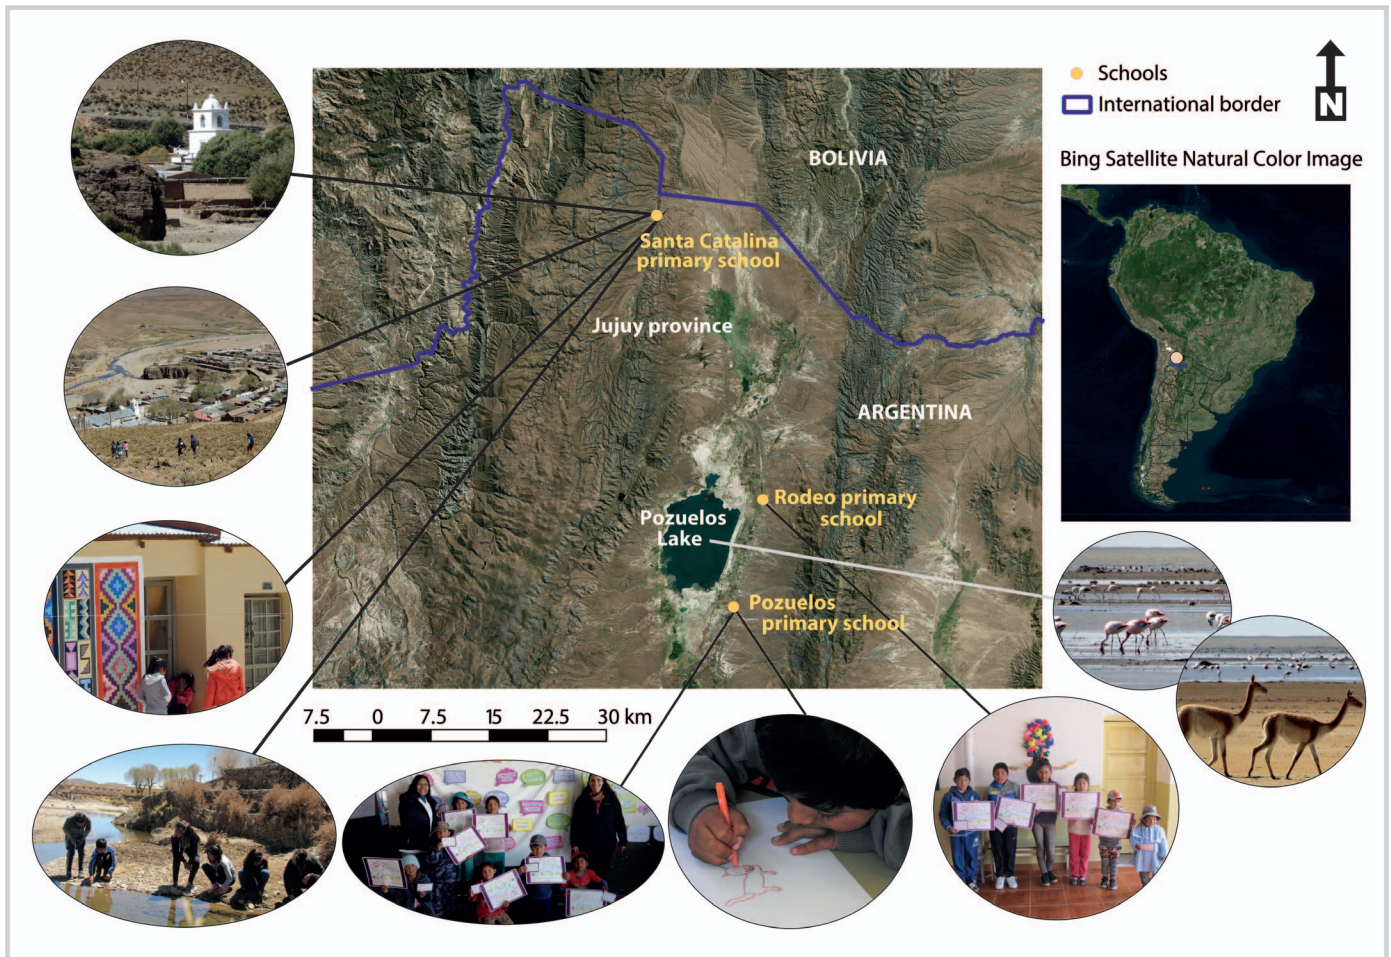 Schools
International border
N
Bing Satellite Natural Color Image
BOLIVIA
Santa Catalina
primary school
Jujuy province
ARGENTINA
Rodeo primary
school
Pozuelos
Lake
Pozuelos
primary school
7.5 0 7.5 15 22.5 30 km